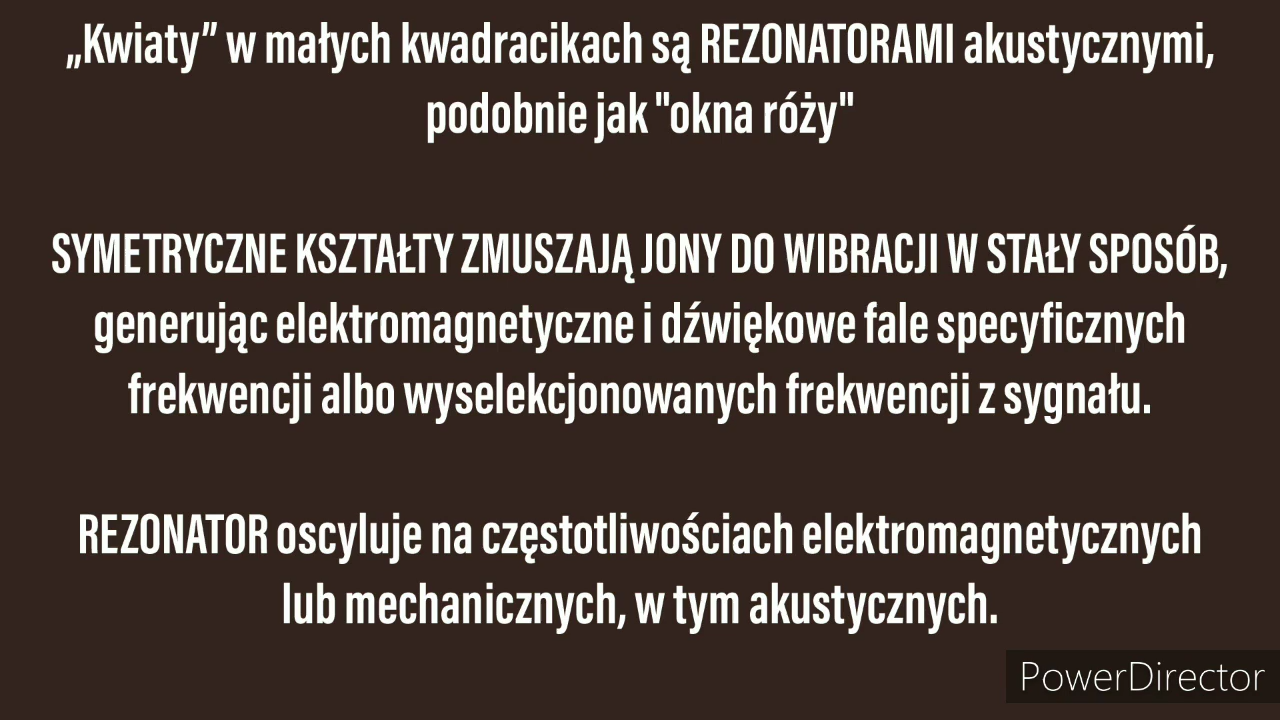 „Kwiaty” w małych kwadracikach są REZONATORAMI akustycznymi,
podobnie jak "okna róży"
SYMETRYCZNE KSZTAŁTY ZMUSZAJĄ JONY DO WIBRACJI W STAŁY SPOSÓB,
generując elektromagnetyczne i dźwiękowe fale specyficznych
frekwencji albo wyselekcjonowanych frekwencji z sygnału.
REZONATOR oscyluje na częstotliwościach elektromagnetycznych
lub mechanicznych, w tym akustycznych.
PowerDirector